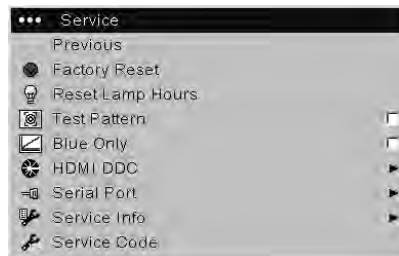 Service
Previous
Factory Reset
Reset Lamp Hours
Test Pattern
Blue Only
HDMI DDC
Serial Port
Service Info
Service Code